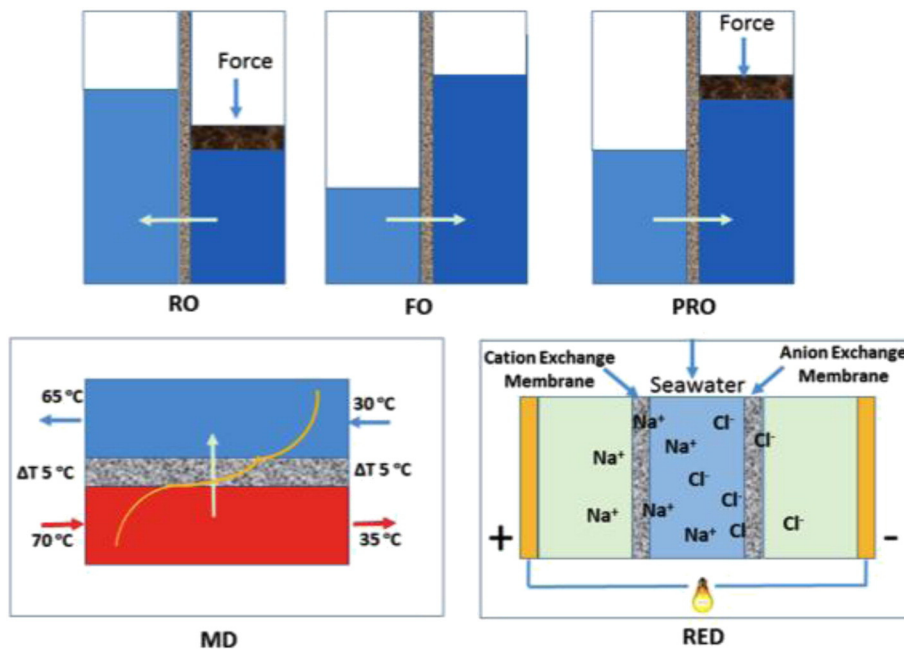 Force
Force
RO
FO
PRO
65 °C
30 °C
ΔT 5 °C
ΔT 5 °C
70 °C
35 °C
MD
Cation Exchange
Membrane
Seawater
Anion Exchange
Membrane
Na⁺
Cl⁻
Cl⁻
Na⁺
Na⁺
Cl⁻
Cl⁻
Na⁺
Na⁺
Na⁺
Cl
Cl⁻
+
-
RED